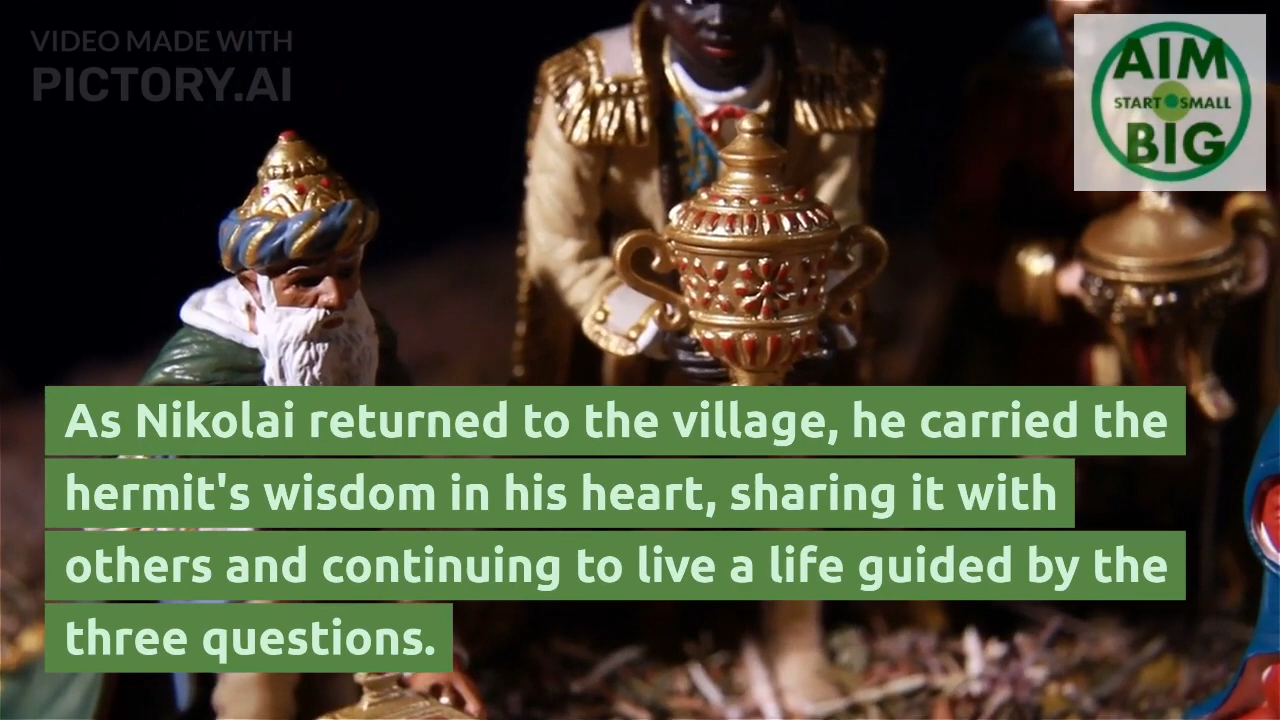 VIDEO MADE WITH
PICTORY.AI
AIM
START SMALL
BIG
As Nikolai returned to the village, he carried the
hermit's wisdom in his heart, sharing it with
others and continuing to live a life guided by the
three questions.